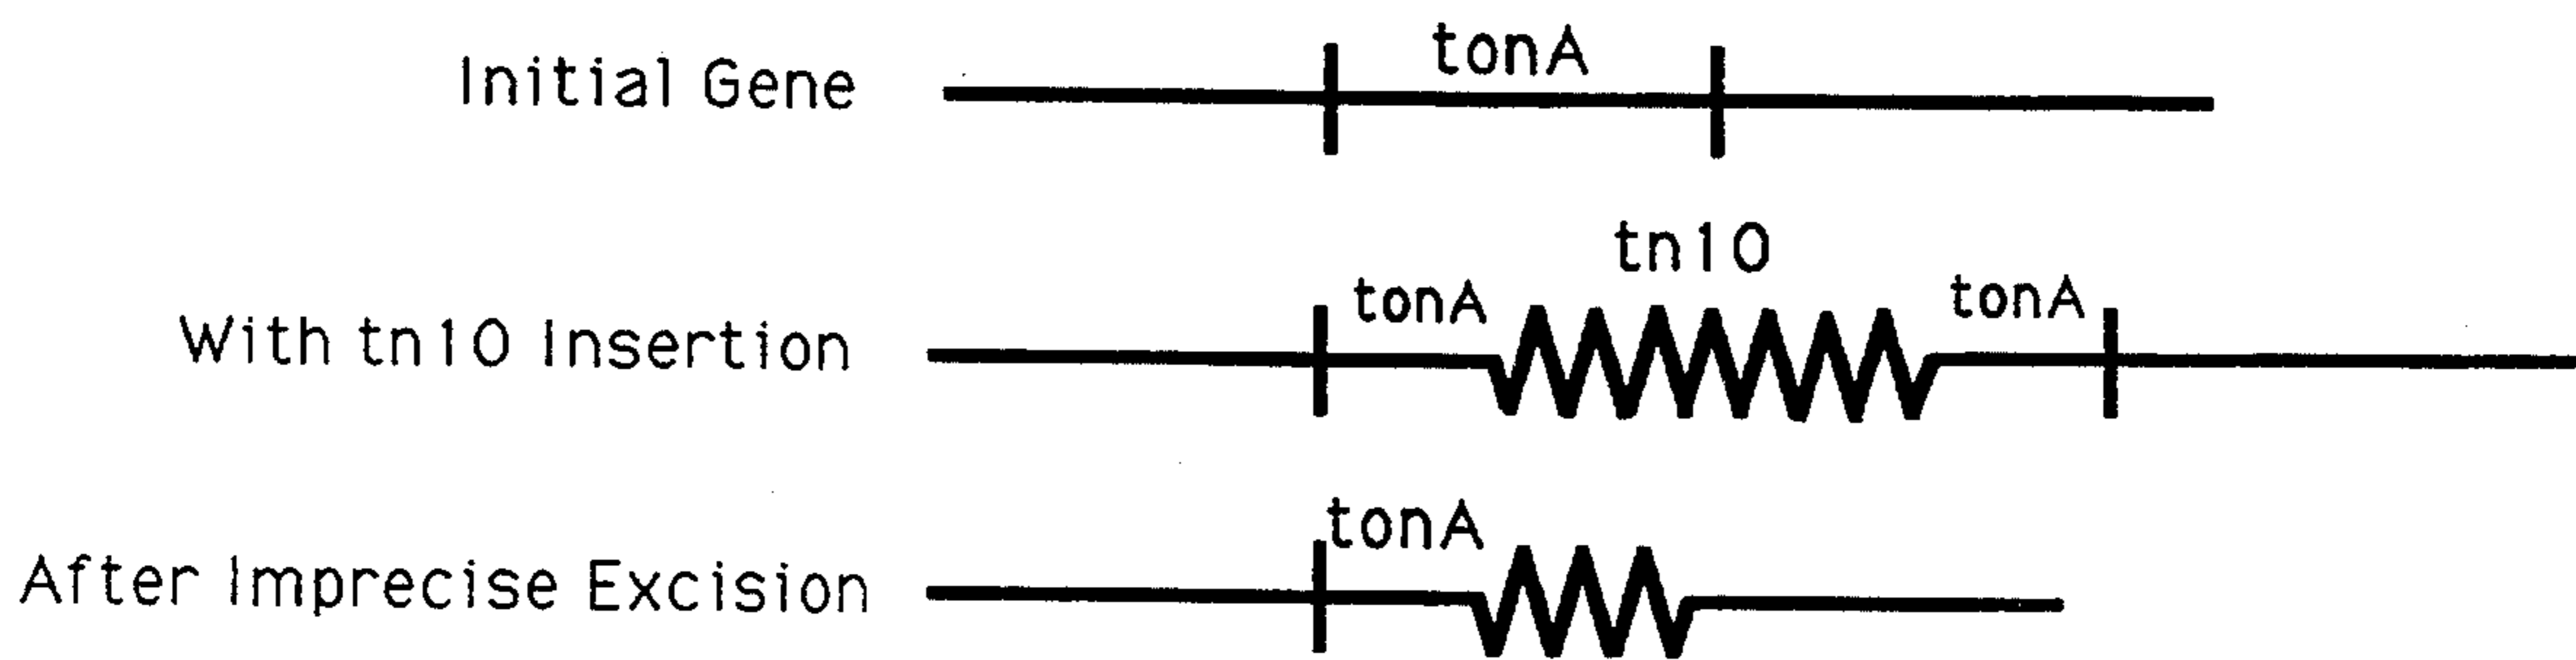 Initial Gene
tonA
tn10
With tn10 Insertion
tonA
tonA
After Imprecise Excision
tonA